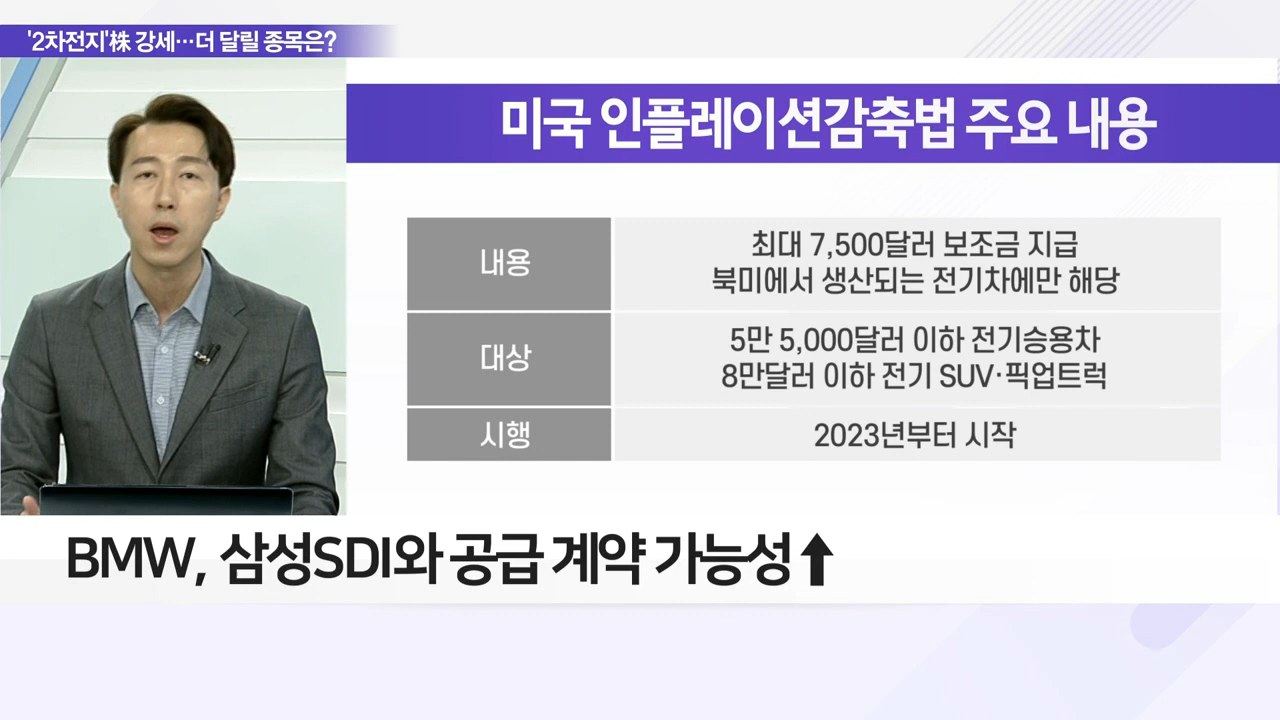 '2차전지'株 강세…더 달릴 종목은?
미국 인플레이션감축법 주요 내용
내용
최대 7,500달러 보조금 지급
북미에서 생산되는 전기차에만 해당
대상
5만 5,000달러 이하 전기승용차
8만달러 이하 전기 SUV·픽업트럭
시행
2023년부터 시작
BMW, 삼성SDI와 공급 계약 가능성⬆